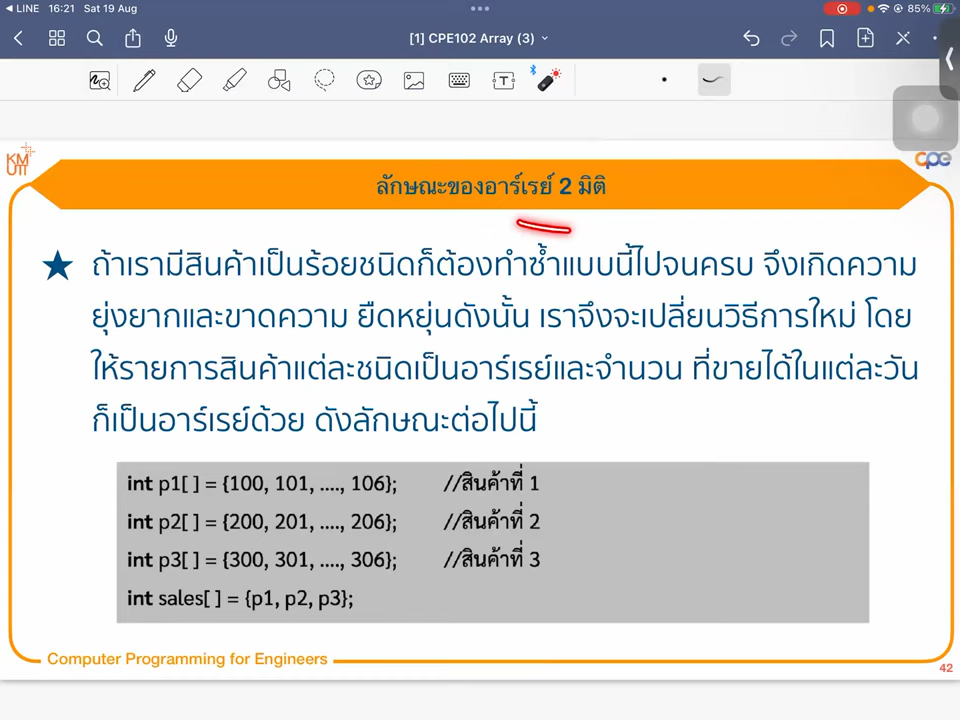 LINE 16:21 Sat 19 Aug 85%
[1] CPE102 Array (3)
KMUTT
cpe
ลักษณะของอาร์เรย์ 2 มิติ
ถ้าเรามีสินค้าเป็นร้อยชนิดก็ต้องทำซ้ำแบบนี้ไปจนครบ จึงเกิดความ
ยุ่งยากและขาดความ ยืดหยุ่นดังนั้น เราจึงจะเปลี่ยนวิธีการใหม่ โดย
ให้รายการสินค้าแต่ละชนิดเป็นอาร์เรย์และจำนวน ที่ขายได้ในแต่ละวัน
ก็เป็นอาร์เรย์ด้วย ดังลักษณะต่อไปนี้
int p1[ ] = {100, 101, ...., 106}; //สินค้าที่ 1
int p2[ ] = {200, 201, ...., 206}; //สินค้าที่ 2
int p3[ ] = {300, 301, ...., 306}; //สินค้าที่ 3
int sales[ ] = {p1, p2, p3};
Computer Programming for Engineers
42